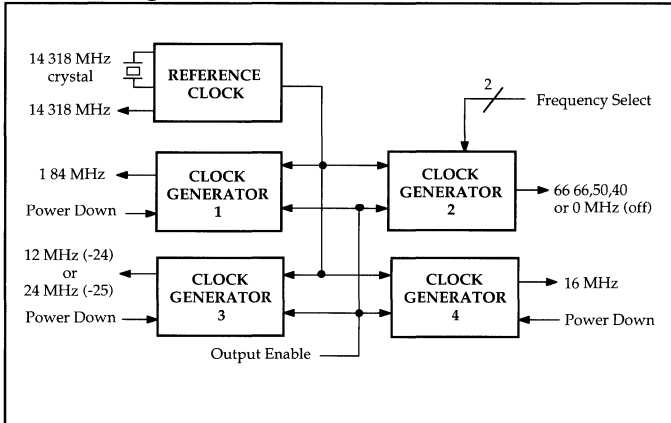 14 318 MHz
crystal
REFERENCE
CLOCK
14 318 MHz
2
Frequency Select
1 84 MHz
CLOCK
GENERATOR
1
Power Down
CLOCK
GENERATOR
2
66 66,50,40
or 0 MHz (off)
12 MHz (-24)
or
24 MHz (-25)
CLOCK
GENERATOR
3
Power Down
CLOCK
GENERATOR
4
16 MHz
Power Down
Output Enable